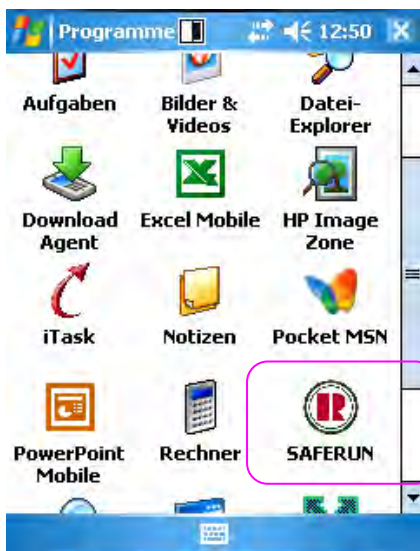 Programme
12:50
Aufgaben
Bilder &
Videos
Datei-
Explorer
Download
Agent
Excel Mobile
HP Image
Zone
iTask
Notizen
Pocket MSN
PowerPoint
Mobile
Rechner
R
SAFERUN